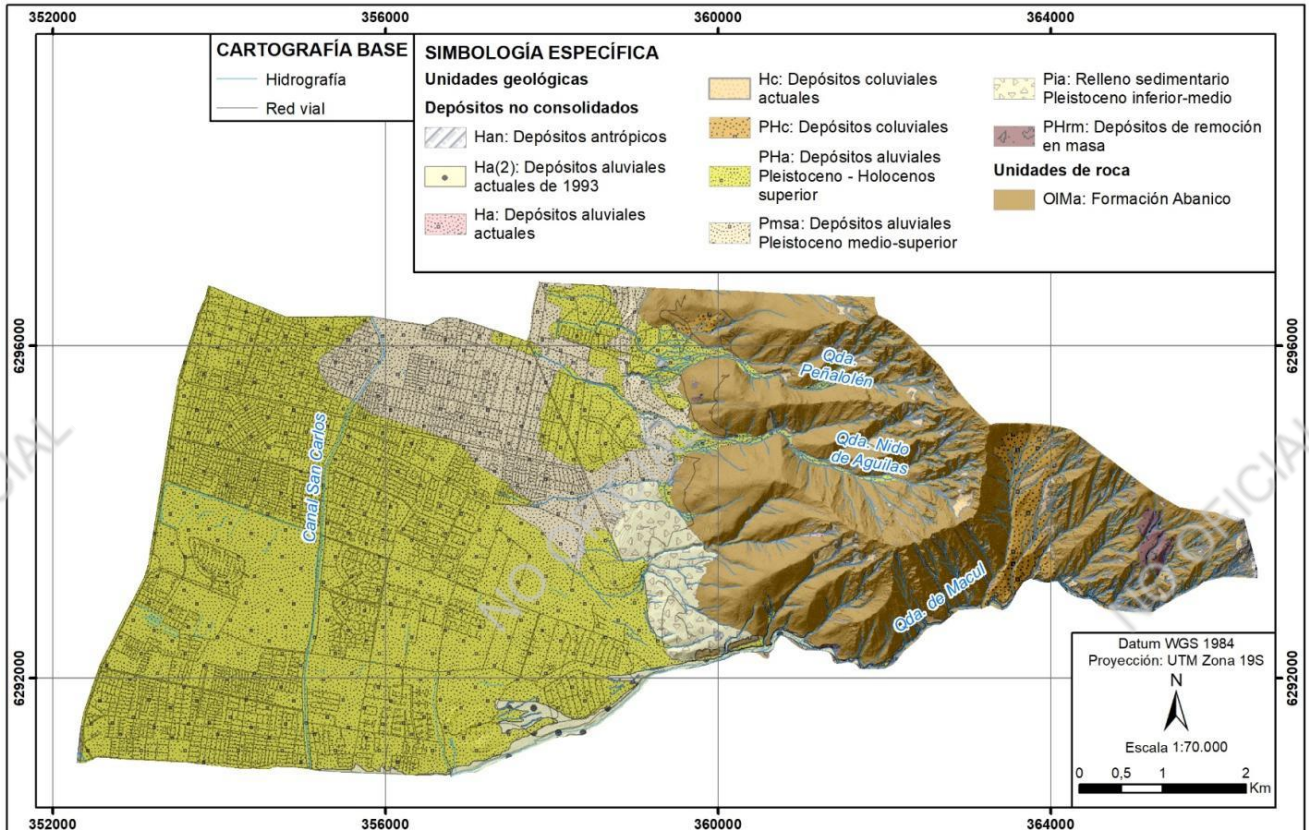 352000
356000
360000
364000
CARTOGRAFÍA BASE
Hidrografía
Red vial
SIMBOLOGÍA ESPECÍFICA
Unidades geológicas
Depósitos no consolidados
Han: Depósitos antrópicos
Ha(2): Depósitos aluviales
actuales de 1993
Ha: Depósitos aluviales
actuales
Hc: Depósitos coluviales
actuales
PHc: Depósitos coluviales
PHa: Depósitos aluviales
Pleistoceno - Holocenos
superior
Pmsa: Depósitos aluviales
Pleistoceno medio-superior
Pia: Relleno sedimentario
Pleistoceno inferior-medio
PHrm: Depósitos de remoción
en masa
Unidades de roca
OlMa: Formación Abanico
6296000
6296000
Qda.
Peñalolén
Qda. Nido
de Aguilas
Canal San Carlos
Qda. de Macul
CIAL
NO OFICIAL
NO OFICIAL
6292000
6292000
Datum WGS 1984
Proyección: UTM Zona 19S
N
Escala 1:70.000
0 0,5 1 2
Km
352000
356000
360000
364000